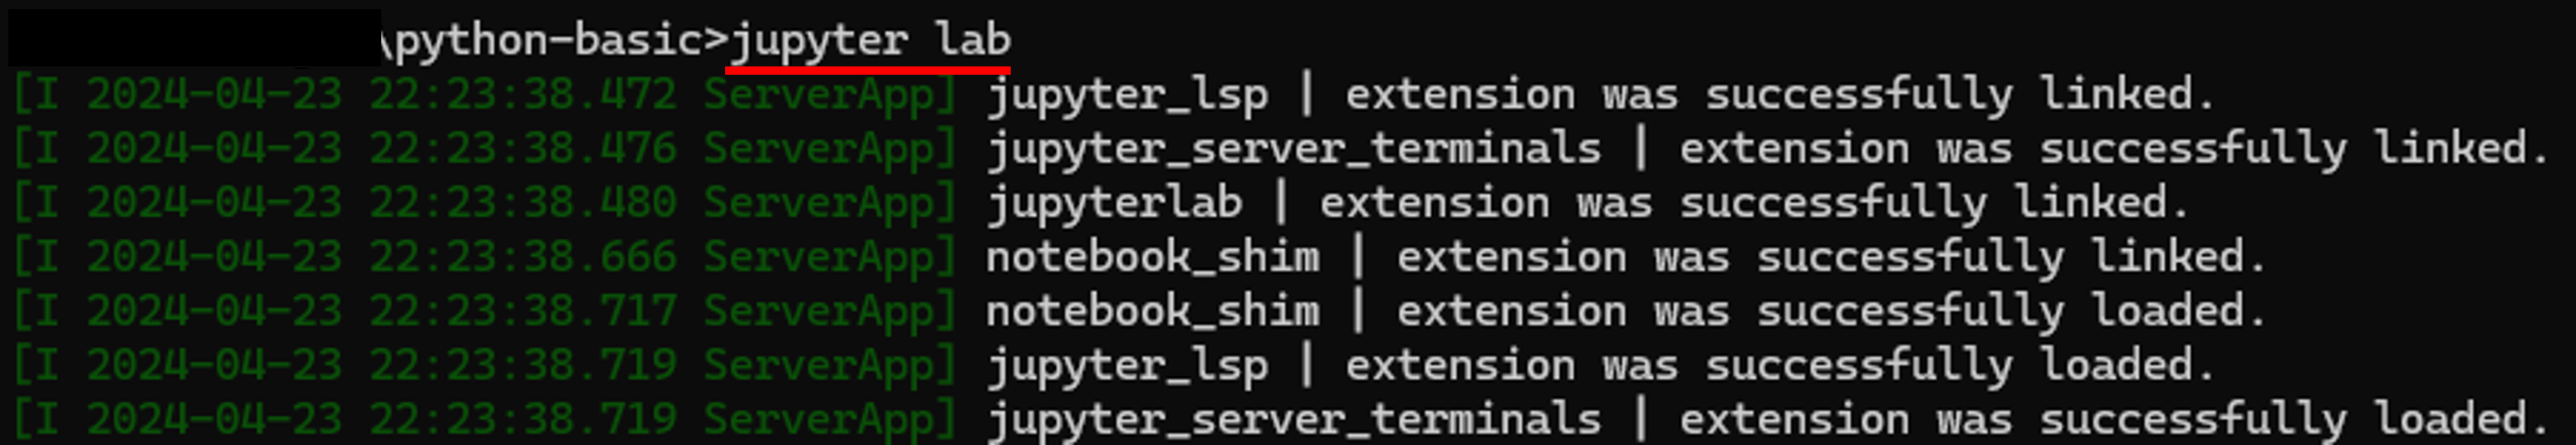 \python-basic>jupyter lab
[I 2024-04-23 22:23:38.472 ServerApp] jupyter_lsp | extension was successfully linked.
[I 2024-04-23 22:23:38.476 ServerApp] jupyter_server_terminals | extension was successfully linked.
[I 2024-04-23 22:23:38.480 ServerApp] jupyterlab | extension was successfully linked.
[I 2024-04-23 22:23:38.666 ServerApp] notebook_shim | extension was successfully linked.
[I 2024-04-23 22:23:38.717 ServerApp] notebook_shim | extension was successfully loaded.
[I 2024-04-23 22:23:38.719 ServerApp] jupyter_lsp | extension was successfully loaded.
[I 2024-04-23 22:23:38.719 ServerApp] jupyter_server_terminals | extension was successfully loaded.